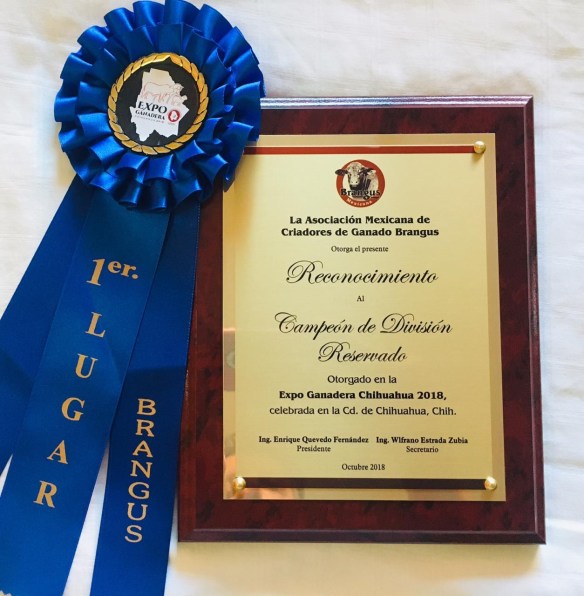 EXPO
GANADERA
1er.
LUGAR
BRANGUS
Brangus
Mexicano
La Asociación Mexicana de
Criadores de Ganado Brangus
Otorga el presente
Reconocimiento
Al
Campeón de División
Reservado
Otorgado en la
Expo Ganadera Chihuahua 2018,
celebrada en la Cd. de Chihuahua, Chih.
Ing. Enrique Quevedo Fernández Ing. Wlfrano Estrada Zubia
Presidente Secretario
Octubre 2018